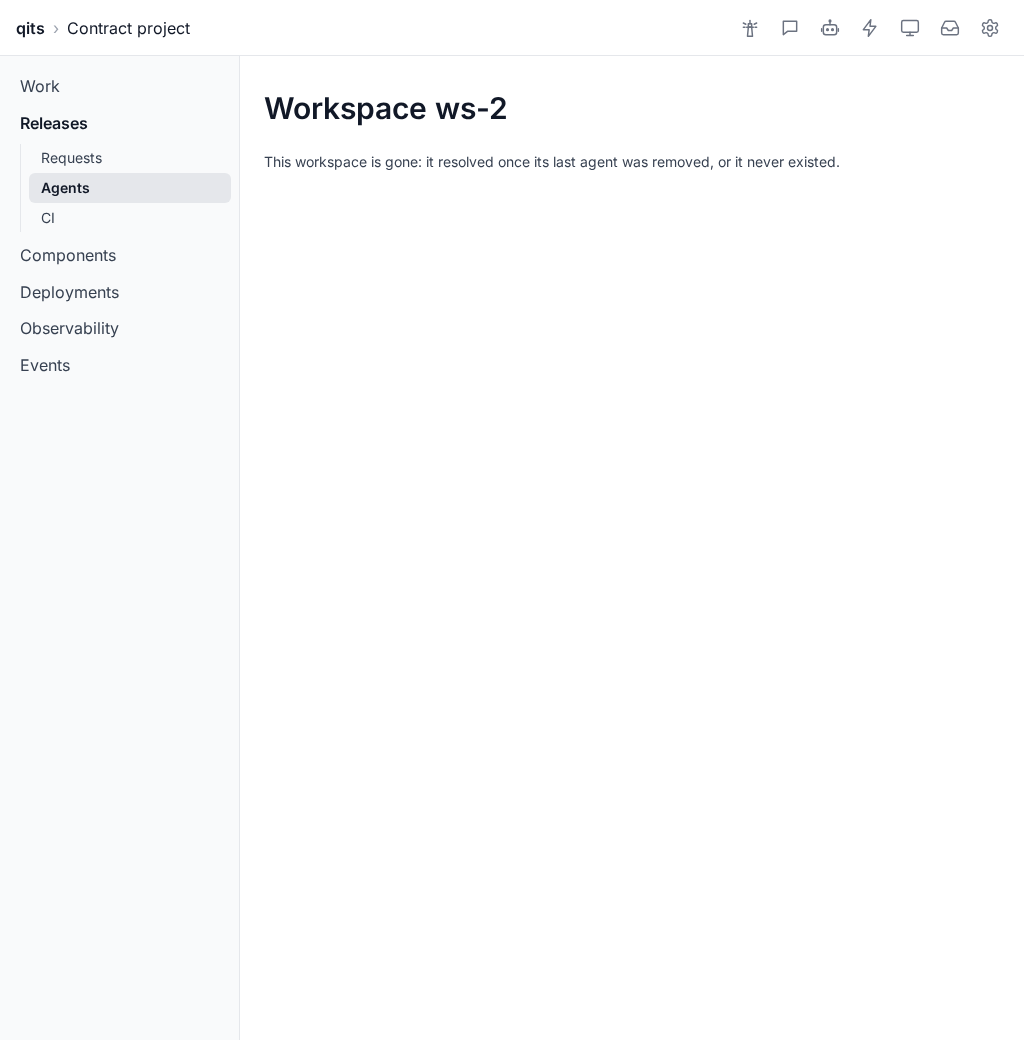 qits › Contract project
Work
Releases
Requests
Agents
CI
Components
Deployments
Observability
Events
Workspace ws-2
This workspace is gone: it resolved once its last agent was removed, or it never existed.